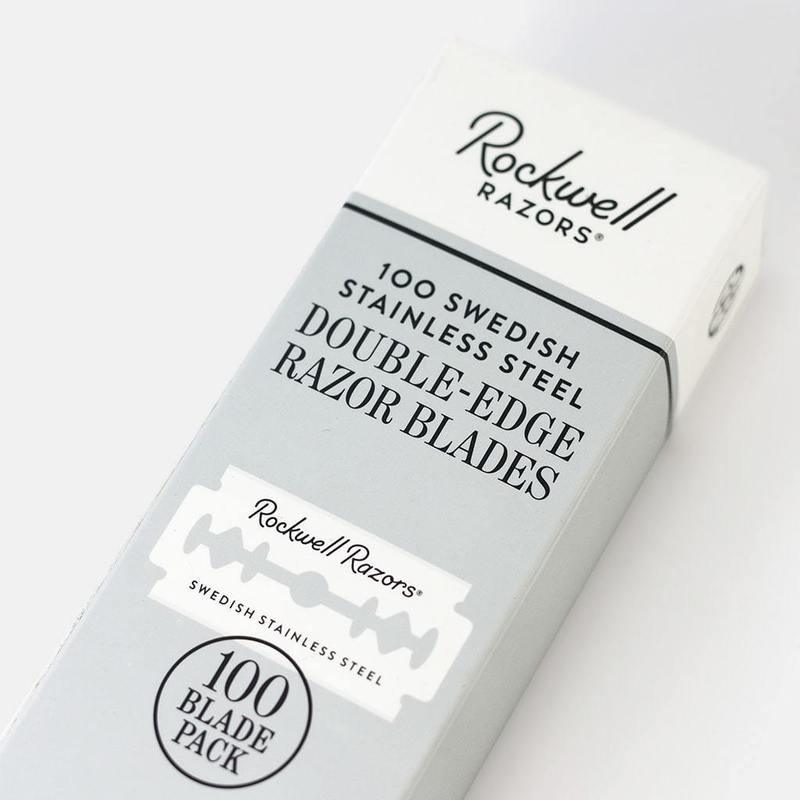 Rockwell
RAZORS®
100 SWEDISH
STAINLESS STEEL
DOUBLE-EDGE
RAZOR BLADES
Rockwell Razors®
SWEDISH STAINLESS STEEL
100
BLADE
PACK